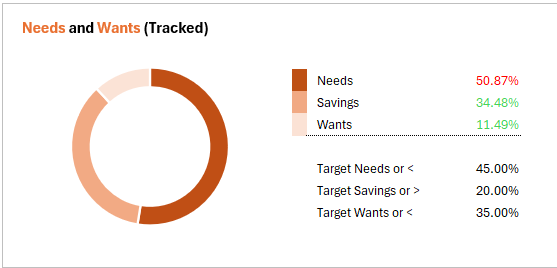 Needs and Wants (Tracked)
Needs 50.87%
Savings 34.48%
Wants 11.49%
Target Needs or < 45.00%
Target Savings or > 20.00%
Target Wants or < 35.00%